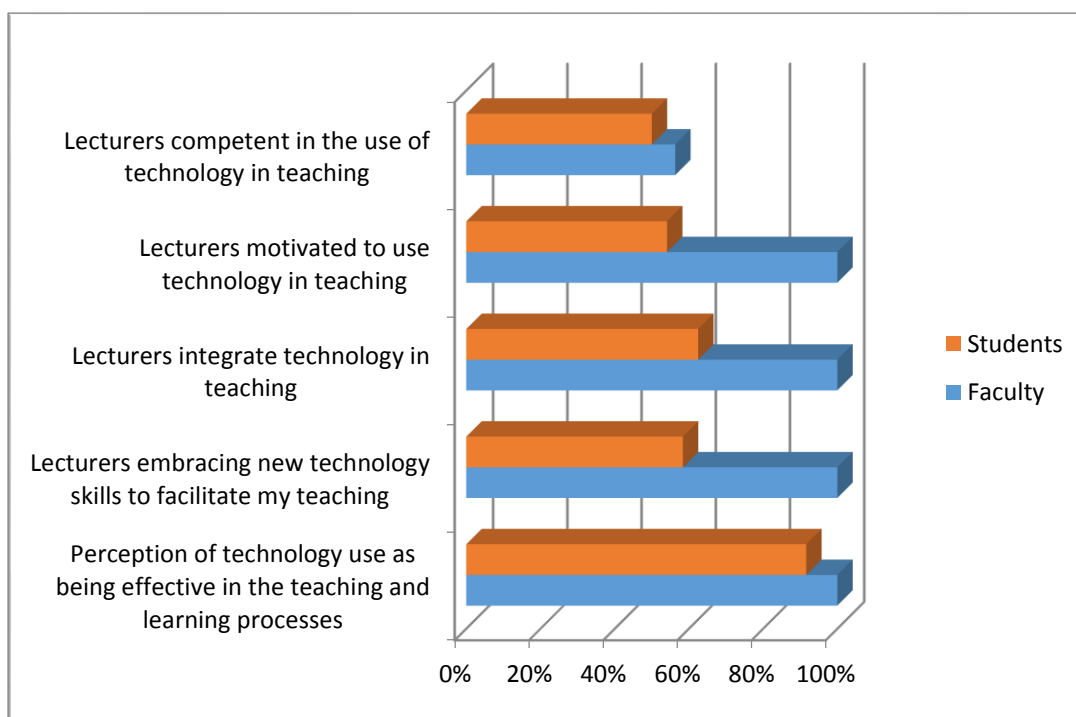 Lecturers competent in the use of
technology in teaching
Lecturers motivated to use
technology in teaching
Lecturers integrate technology in
teaching
Lecturers embracing new technology
skills to facilitate my teaching
Perception of technology use as
being effective in the teaching and
learning processes
0% 20% 40% 60% 80% 100%
Students
Faculty